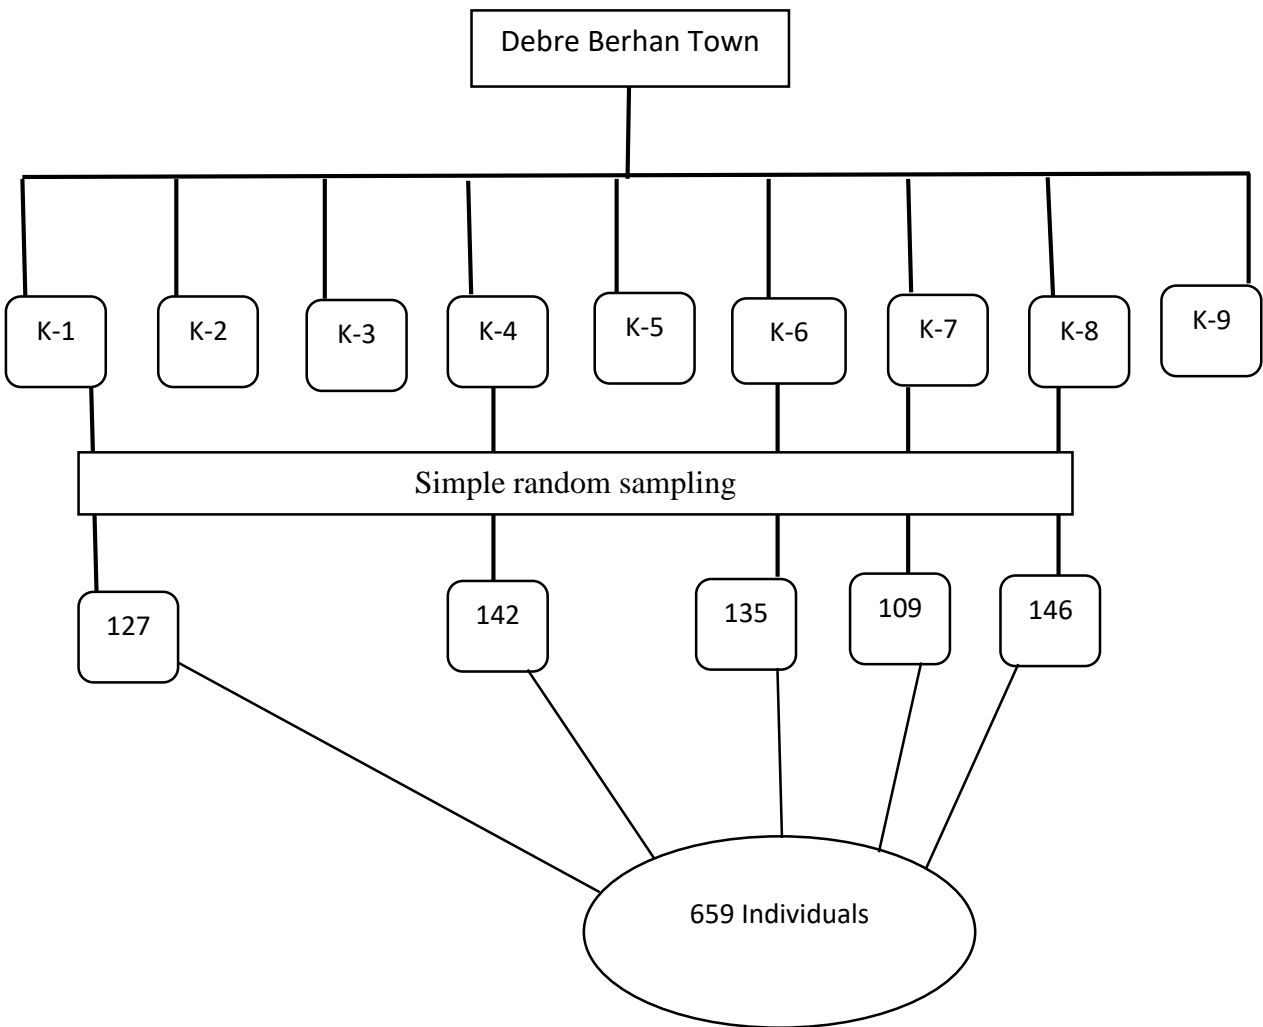 Debre Berhan Town
K-1
K-2
K-3
K-4
K-5
K-6
K-7
K-8
K-9
Simple random sampling
127
142
135
109
146
659 Individuals